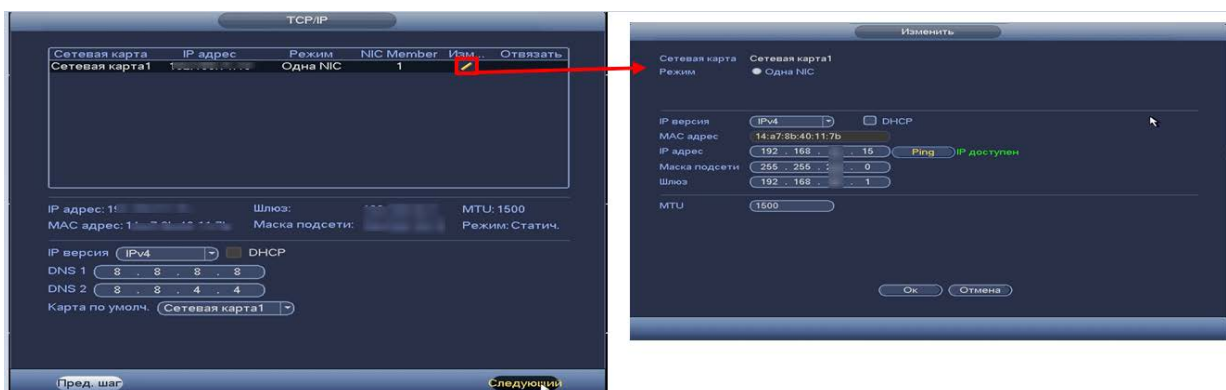 TCP/IP
Сетевая карта IP адрес Режим NIC Member Изм... Отвязать
Сетевая карта1 Одна NIC 1
IP адрес: Шлюз: MTU: 1500
MAC адрес: Маска подсети: Режим: Статич.
IP версия IPv4 DHCP
DNS 1 8 . 8 . 8 . 8
DNS 2 8 . 8 . 4 . 4
Карта по умолч. Сетевая карта1
Пред. шаг Следующий
Изменить
Сетевая карта Сетевая карта1
Режим Одна NIC
IP версия IPv4 DHCP
MAC адрес 14:a7:8b:40:11:7b
IP адрес 192 . 168 . . 15 Ping IP доступен
Маска подсети 255 . 255 . . 0
Шлюз 192 . 168 . . 1
MTU 1500
Ок Отмена